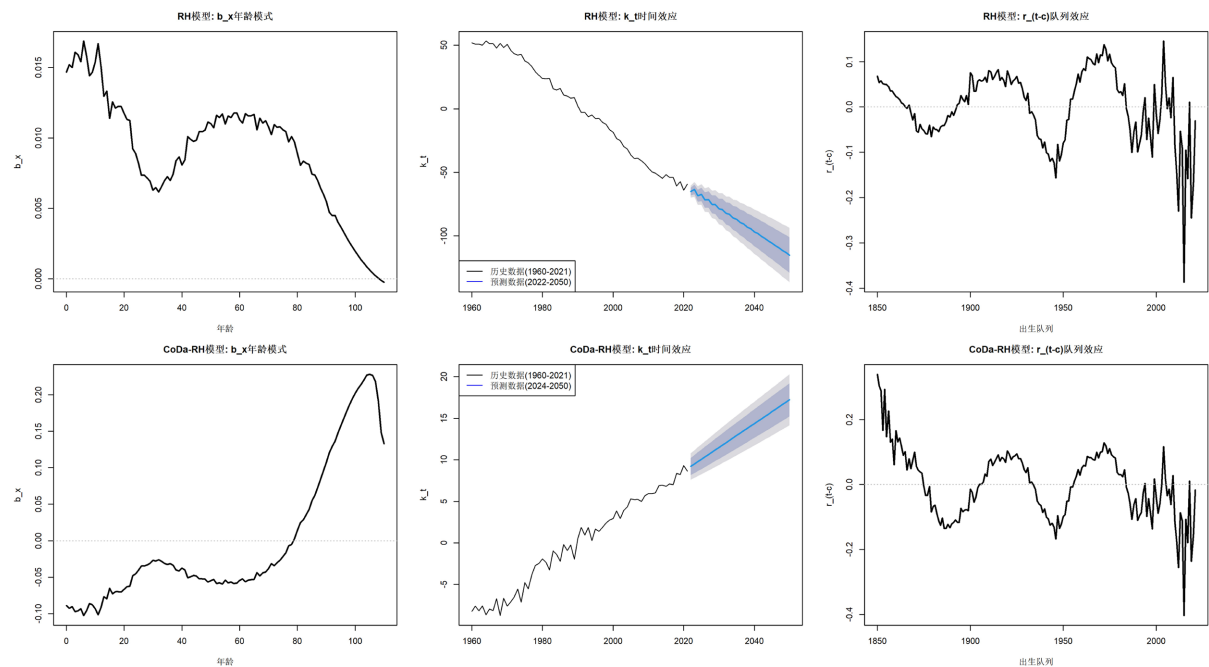 RH模型: b_x年龄模式
b_x
0.015
0.010
0.005
0.000
0 20 40 60 80 100
年龄
RH模型: k_t时间效应
k_t
50
0
-50
-100
历史数据(1960-2021)
预测数据(2022-2050)
1960 1980 2000 2020 2040
RH模型: r_(t-c)队列效应
r_(t-c)
0.1
0.0
-0.1
-0.2
-0.3
-0.4
1850 1900 1950 2000
出生队列
CoDa-RH模型: b_x年龄模式
b_x
0.20
0.15
0.10
0.05
0.00
-0.05
-0.10
0 20 40 60 80 100
年龄
CoDa-RH模型: k_t时间效应
k_t
20
15
10
5
0
-5
历史数据(1960-2021)
预测数据(2024-2050)
1960 1980 2000 2020 2040
CoDa-RH模型: r_(t-c)队列效应
r_(t-c)
0.2
0.0
-0.2
-0.4
1850 1900 1950 2000
出生队列